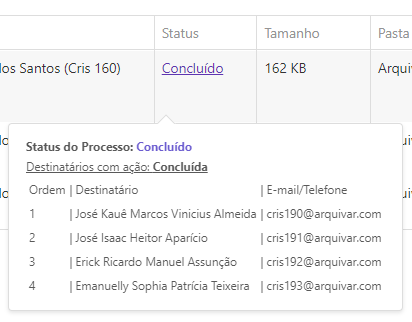 Status Tamanho Pasta
dos Santos (Cris 160) Concluído 162 KB
Status do Processo: Concluído
Destinatários com ação: Concluída
Ordem | Destinatário | E-mail/Telefone
1 | José Kauê Marcos Vinicius Almeida | cris190@arquivar.com
2 | José Isaac Heitor Aparício | cris191@arquivar.com
3 | Erick Ricardo Manuel Assunção | cris192@arquivar.com
4 | Emanuelly Sophia Patrícia Teixeira | cris193@arquivar.com